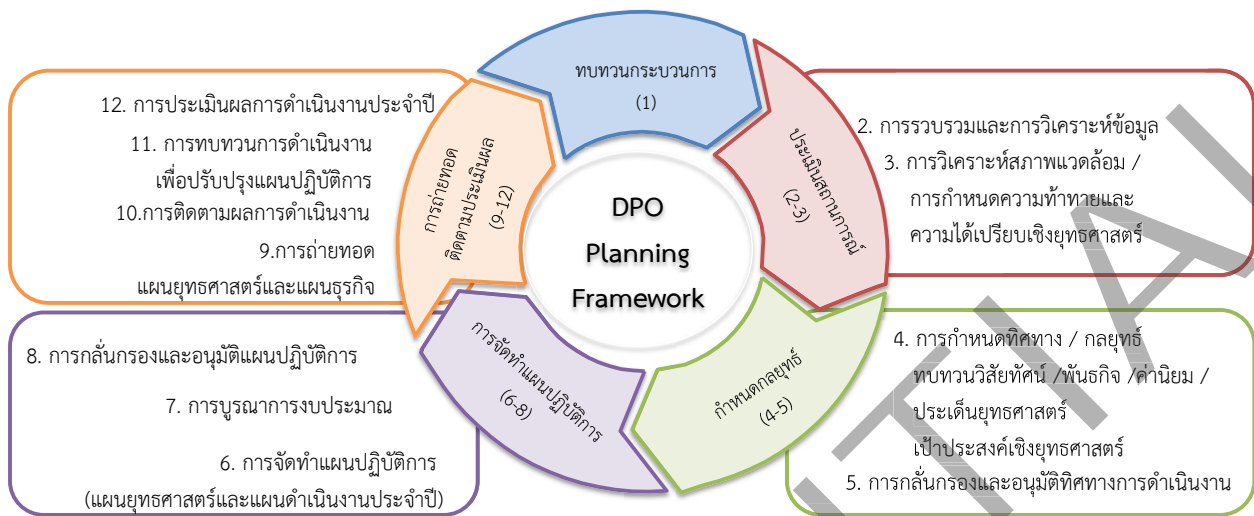 ทบทวนกระบวนการ
(1)
ประเมินสถานการณ์
(2-3)
2. การรวบรวมและการวิเคราะห์ข้อมูล
3. การวิเคราะห์สภาพแวดล้อม /
การกำหนดความท้าทายและ
ความได้เปรียบเชิงยุทธศาสตร์
กำหนดกลยุทธ์
(4-5)
4. การกำหนดทิศทาง / กลยุทธ์
ทบทวนวิสัยทัศน์ /พันธกิจ /ค่านิยม /
ประเด็นยุทธศาสตร์
เป้าประสงค์เชิงยุทธศาสตร์
5. การกลั่นกรองและอนุมัติทิศทางการดำเนินงาน
การจัดทำแผนปฏิบัติการ
(6-8)
8. การกลั่นกรองและอนุมัติแผนปฏิบัติการ
7. การบูรณาการงบประมาณ
6. การจัดทำแผนปฏิบัติการ
(แผนยุทธศาสตร์และแผนดำเนินงานประจำปี)
การถ่ายทอด
ติดตามประเมินผล
(9-12)
12. การประเมินผลการดำเนินงานประจำปี
11. การทบทวนการดำเนินงาน
เพื่อปรับปรุงแผนปฏิบัติการ
10.การติดตามผลการดำเนินงาน
9.การถ่ายทอด
แผนยุทธศาสตร์และแผนธุรกิจ
DPO
Planning
Framework
TIAL